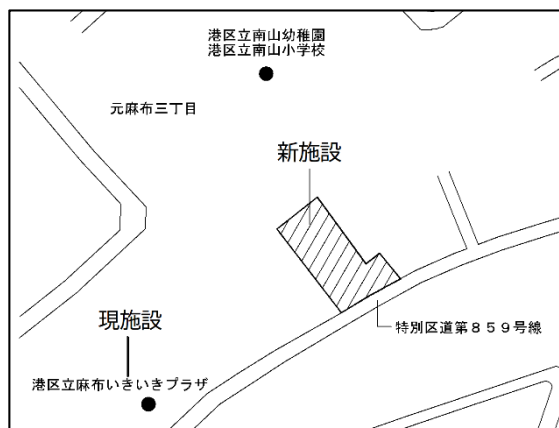 港区立南山幼稚園
港区立南山小学校
元麻布三丁目
新施設
特別区道第８５９号線
現施設
港区立麻布いきいきプラザ